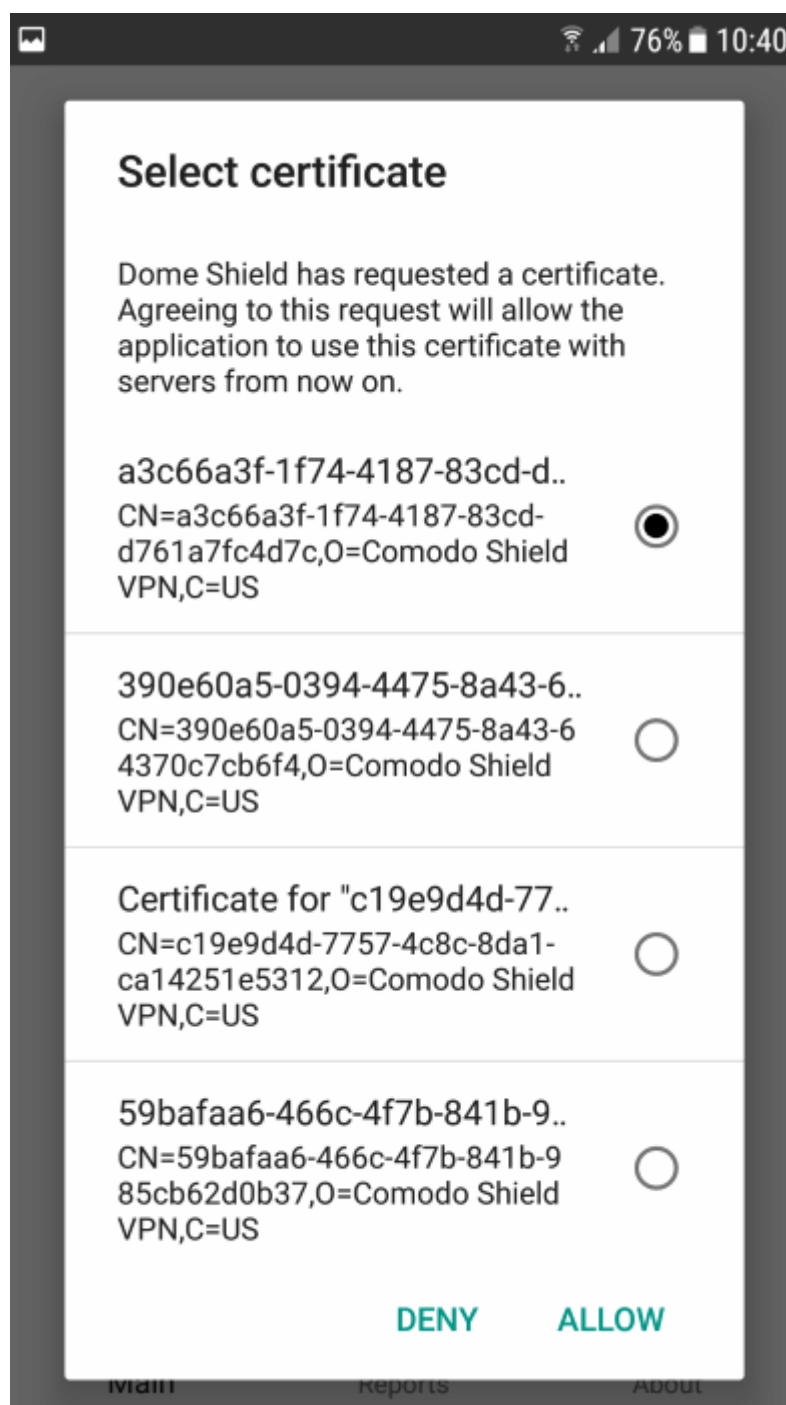 76% 10:40
Select certificate
Dome Shield has requested a certificate.
Agreeing to this request will allow the
application to use this certificate with
servers from now on.
a3c66a3f-1f74-4187-83cd-d..
CN=a3c66a3f-1f74-4187-83cd-
d761a7fc4d7c,O=Comodo Shield
VPN,C=US
390e60a5-0394-4475-8a43-6..
CN=390e60a5-0394-4475-8a43-6
4370c7cb6f4,O=Comodo Shield
VPN,C=US
Certificate for "c19e9d4d-77..
CN=c19e9d4d-7757-4c8c-8da1-
ca14251e5312,O=Comodo Shield
VPN,C=US
59bafaa6-466c-4f7b-841b-9..
CN=59bafaa6-466c-4f7b-841b-9
85cb62d0b37,O=Comodo Shield
VPN,C=US
DENY ALLOW
Main Reports About